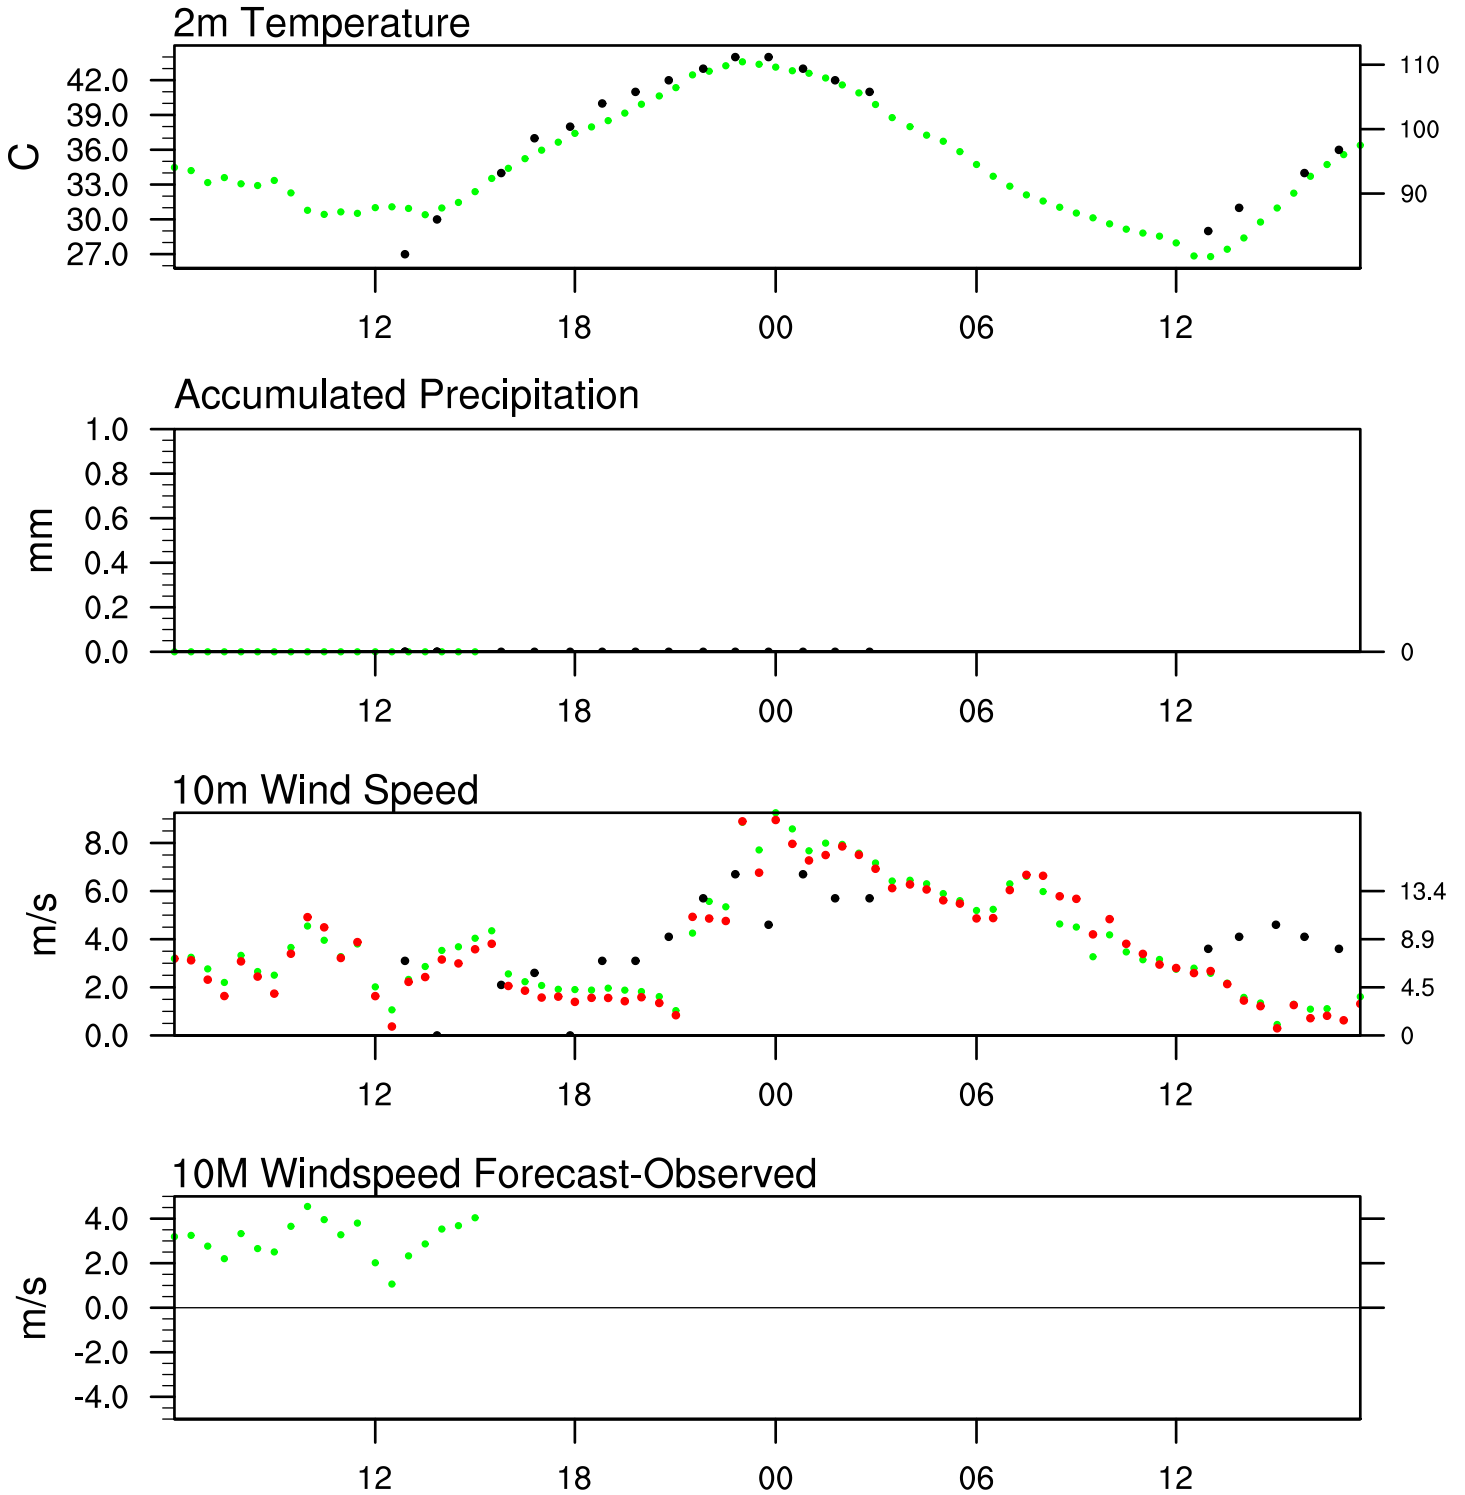 2m Temperature
42.0
39.0
36.0
33.0
30.0
27.0
C
110
100
90
12 18 00 06 12
Accumulated Precipitation
1.0
0.8
0.6
0.4
0.2
0.0
mm
0
12 18 00 06 12
10m Wind Speed
8.0
6.0
4.0
2.0
0.0
m/s
13.4
8.9
4.5
0
12 18 00 06 12
10M Windspeed Forecast-Observed
4.0
2.0
0.0
-2.0
-4.0
m/s
12 18 00 06 12